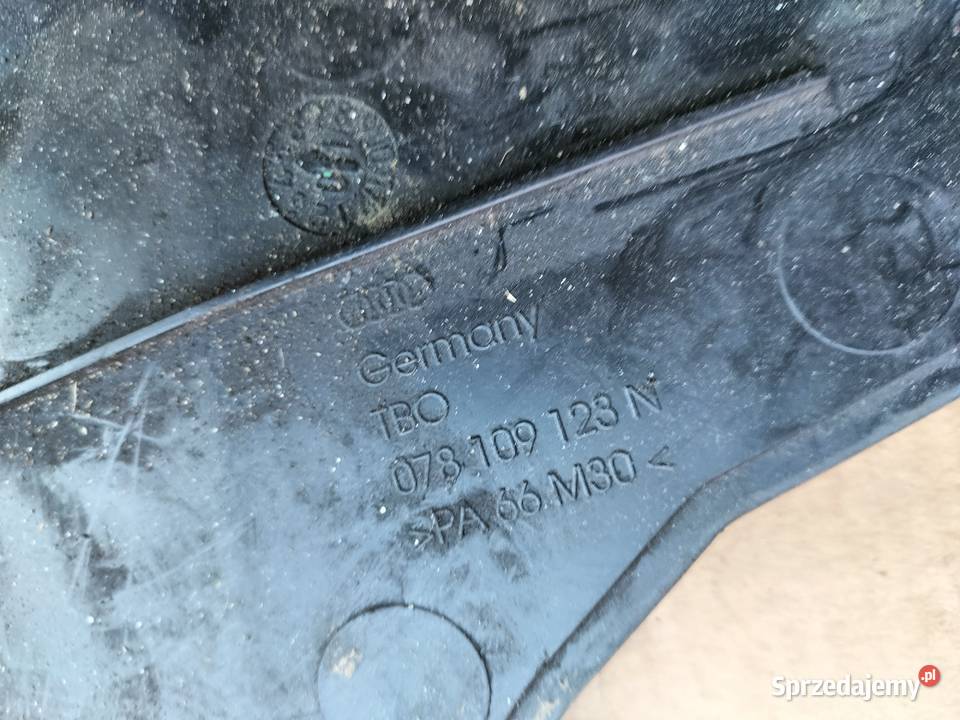 Germany
TBO
078 109 123 N
>PA 66 M30<
Sprzedajemy.pl